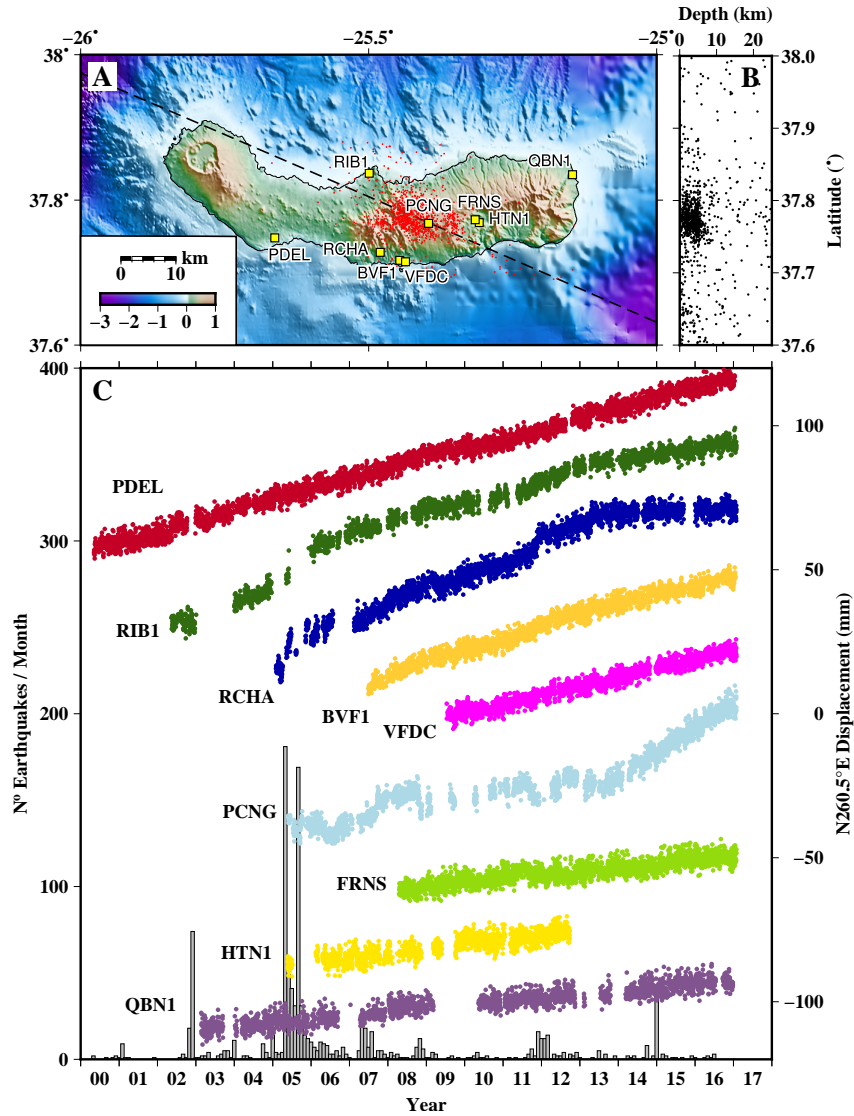 Depth (km)
−26° −25.5° −25° 0 5 10 15 20
38° A B 38.0
37.9
RIB1 QBN1
37.8° PCNG FRNS 37.8
HTN1
PDEL RCHA
BVF1 VFDC 37.7
0 10 km
−3 −2 −1 0 1
37.6° 37.6
Latitude (°)
400 C
100
PDEL
300
50
RIB1
RCHA
BVF1
200 VFDC 0
PCNG
−50
100 FRNS
HTN1
QBN1 −100
0
00 01 02 03 04 05 06 07 08 09 10 11 12 13 14 15 16 17
Year
Nº Earthquakes / Month
N260.5°E Displacement (mm)